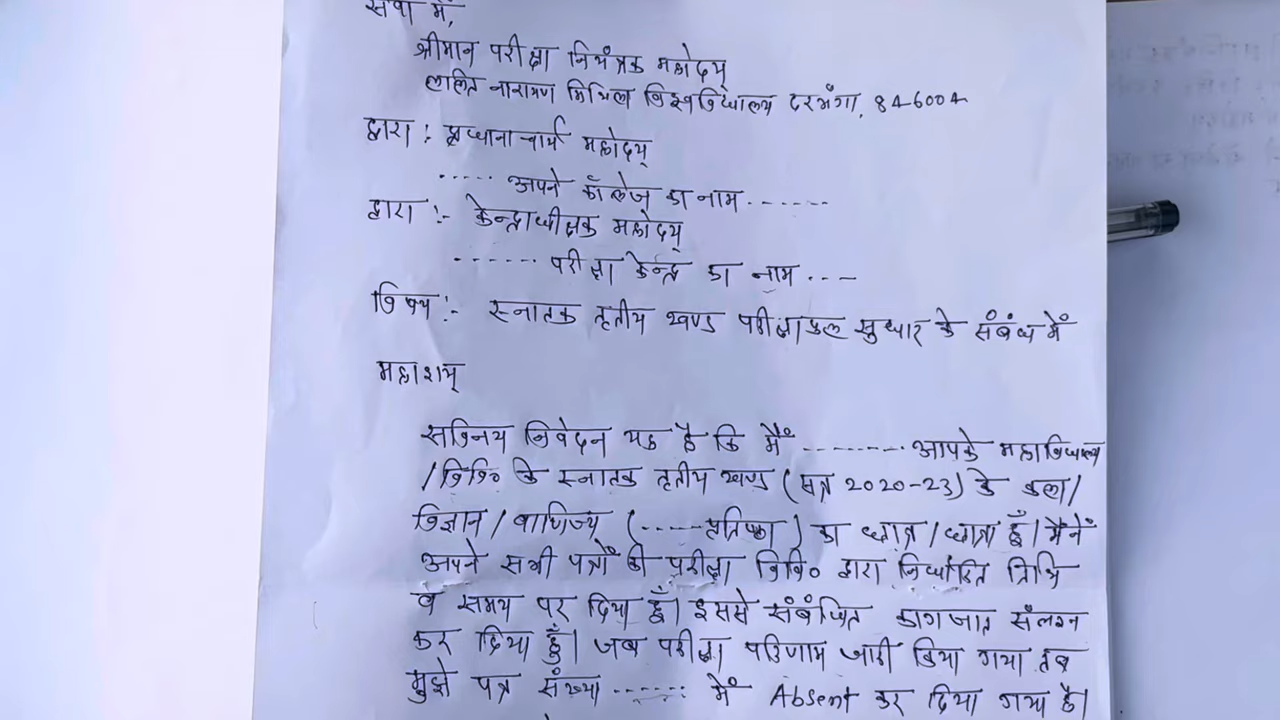 सेवा में,
श्रीमान परीक्षा नियंत्रक महोदय्
ललित नारायण मिथिला विश्वविद्यालय दरभंगा, 846004
द्वारा : प्रधानाचार्य महोदय्
..... अपने कॉलेज का नाम .......
द्वारा :- केन्द्राधीक्षक महोदय्
...... परीक्षा केन्द्र का नाम ...
विषय :- स्नातक तृतीय खण्ड परीक्षाफल सुधार के संबंध में
महाशय्
सविनय निवेदन यह है कि मैं ......... आपके महाविद्यालय
/वि०वि० के स्नातक तृतीय खण्ड (सत्र 2020-23) के कला/
विज्ञान/वाणिज्य (.....प्रतिष्ठा) का छात्र/छात्रा हूँ। मैंने
अपने सभी पत्रों की परीक्षा वि०वि० द्वारा निर्धारित तिथि
व समय पर दिया हूँ। इससे संबंधित कागजात संलग्न
कर दिया हूँ। जब परीक्षा परिणाम जारी किया गया तब
मुझे पत्र संख्या ...... में Absent कर दिया गया है।